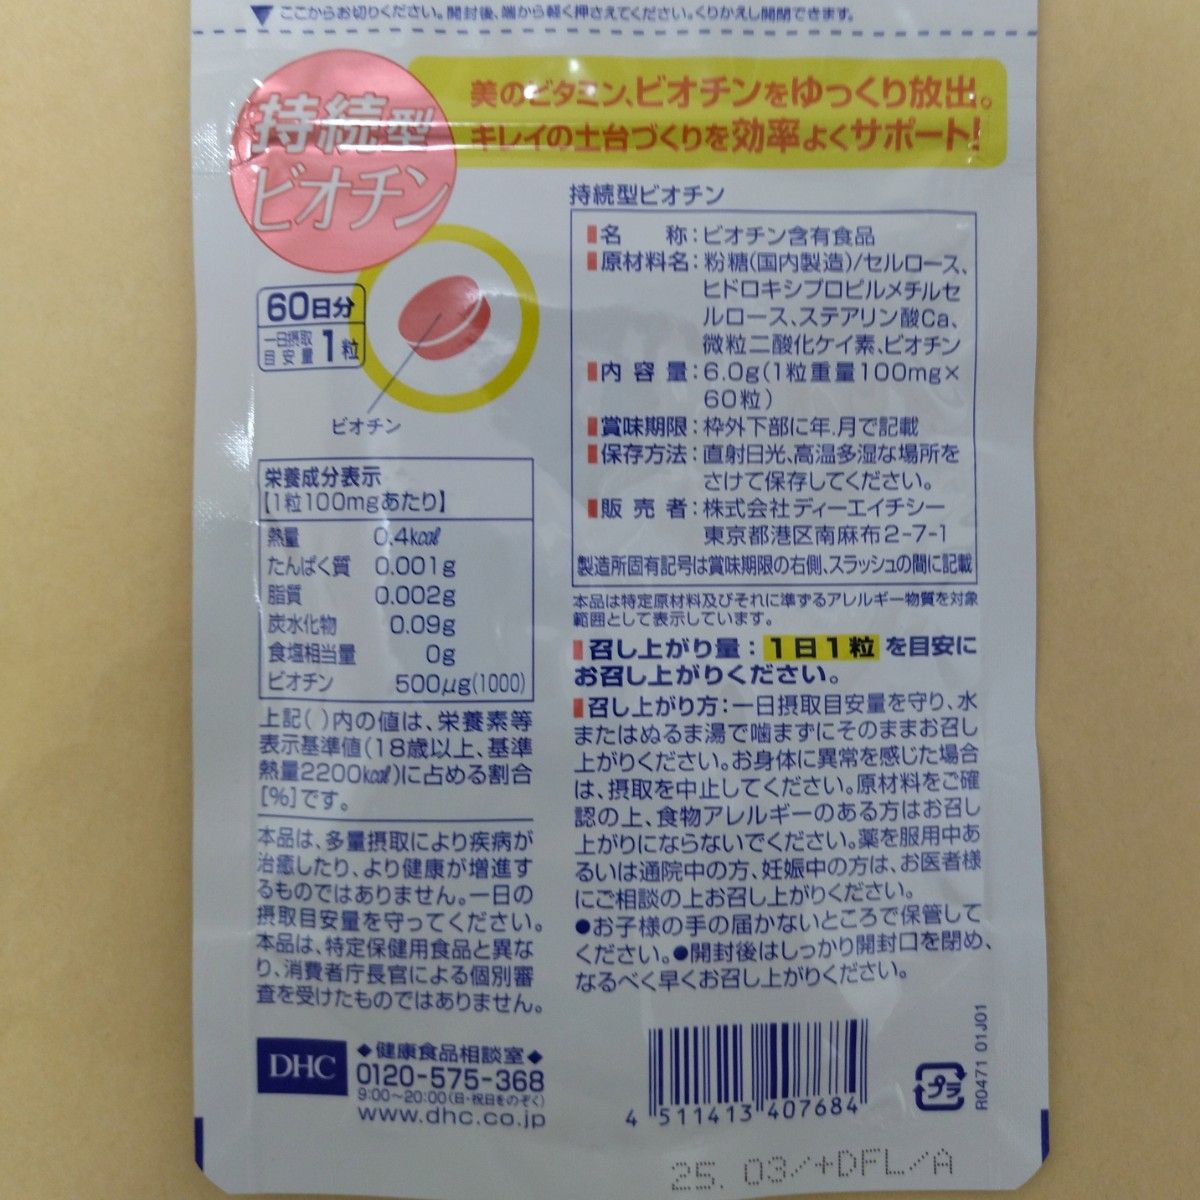 ▼ここからお切りください。開封後、端から軽く押さえてください。くりかえし開閉できます。
持続型
ビオチン
美のビタミン、ビオチンをゆっくり放出。
キレイの土台づくりを効率よくサポート!
60日分
一日摂取
目安量 1粒
ビオチン
持続型ビオチン
名称:ビオチン含有食品
原材料名:粉糖(国内製造)/セルロース、
ヒドロキシプロピルメチルセ
ルロース、ステアリン酸Ca、
微粒二酸化ケイ素、ビオチン
内容量:6.0g(1粒重量100mg×
60粒)
賞味期限:枠外下部に年.月で記載
保存方法:直射日光、高温多湿な場所を
さけて保存してください。
販売者:株式会社ディーエイチシー
東京都港区南麻布2-7-1
製造所固有記号は賞味期限の右側、スラッシュの間に記載
本品は特定原材料及びそれに準ずるアレルギー物質を対象
範囲として表示しています。
召し上がり量:1日1粒を目安に
お召し上がりください。
召し上がり方:一日摂取目安量を守り、水
またはぬるま湯で噛まずにそのままお召し
上がりください。お身体に異常を感じた場合
は、摂取を中止してください。原材料をご確
認の上、食物アレルギーのある方はお召し
上がりにならないでください。薬を服用中あ
るいは通院中の方、妊娠中の方は、お医者様
にご相談の上お召し上がりください。
●お子様の手の届かないところで保管して
ください。●開封後はしっかり開封口を閉め、
なるべく早くお召し上がりください。
栄養成分表示
【1粒100mgあたり】
熱量 0.4kcal
たんぱく質 0.001g
脂質 0.002g
炭水化物 0.09g
食塩相当量 0g
ビオチン 500μg(1000)
上記( )内の値は、栄養素等
表示基準値(18歳以上、基準
熱量2200kcal)に占める割合
[%]です。
本品は、多量摂取により疾病が
治癒したり、より健康が増進す
るものではありません。一日の
摂取目安量を守ってください。
本品は、特定保健用食品と異な
り、消費者庁長官による個別審
査を受けたものではありません。
DHC
◆健康食品相談室◆
0120-575-368
9:00〜20:00(日・祝日をのぞく)
www.dhc.co.jp
4 511413 407684
プラ
R0471 01J01
25.03/+DFL/A